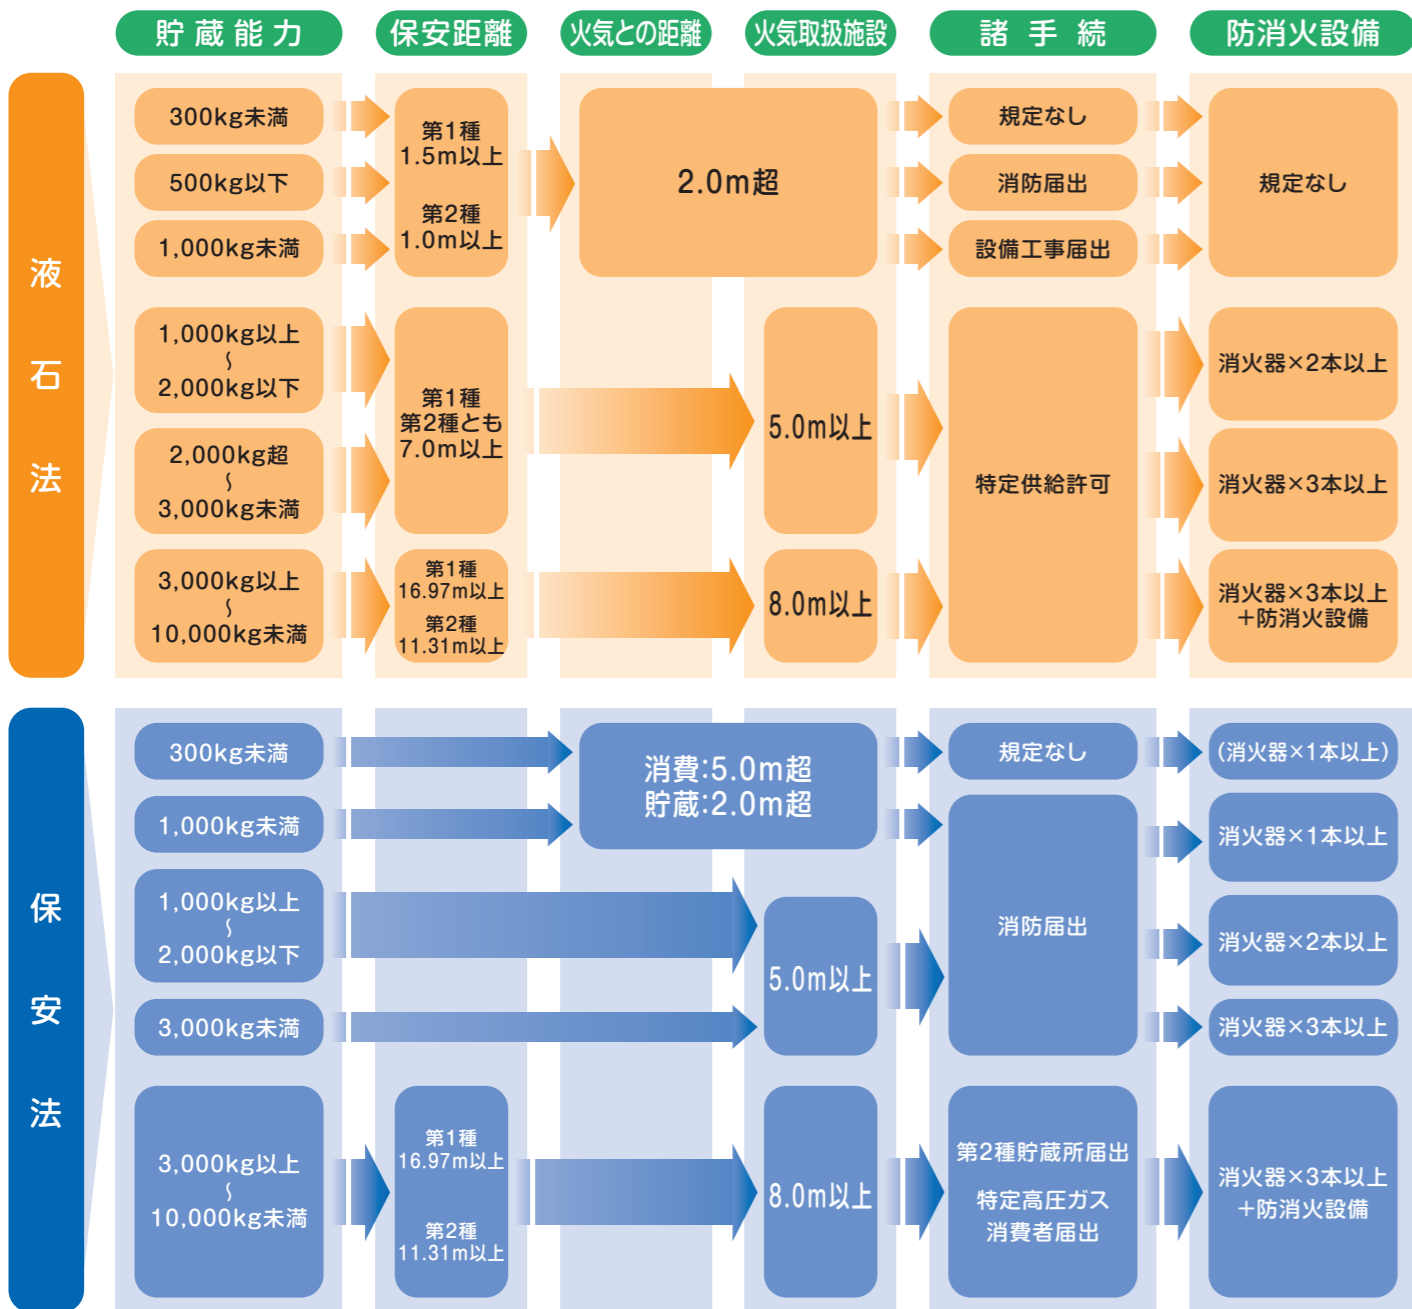 貯蔵能力
保安距離
火気との距離
火気取扱施設
諸手続
防消火設備
液石法
300kg未満
500kg以下
1,000kg未満
第1種
1.5m以上
第2種
1.0m以上
2.0m超
規定なし
消防届出
設備工事届出
規定なし
1,000kg以上
〜
2,000kg以下
2,000kg超
〜
3,000kg未満
第1種
第2種とも
7.0m以上
5.0m以上
特定供給許可
消火器×2本以上
消火器×3本以上
3,000kg以上
〜
10,000kg未満
第1種
16.97m以上
第2種
11.31m以上
8.0m以上
消火器×3本以上
+防消火設備
保安法
300kg未満
1,000kg未満
消費:5.0m超
貯蔵:2.0m超
規定なし
(消火器×1本以上)
消火器×1本以上
1,000kg以上
〜
2,000kg以下
3,000kg未満
5.0m以上
消防届出
消火器×2本以上
消火器×3本以上
3,000kg以上
〜
10,000kg未満
第1種
16.97m以上
第2種
11.31m以上
8.0m以上
第2種貯蔵所届出
特定高圧ガス
消費者届出
消火器×3本以上
+防消火設備